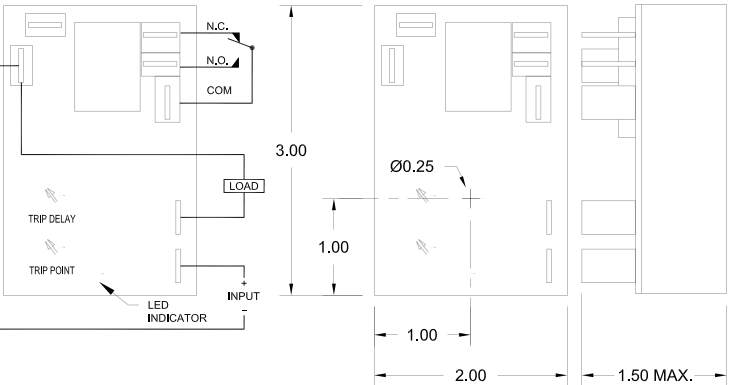 N.C.
N.O.
COM
LOAD
TRIP DELAY
TRIP POINT
LED
INDICATOR
+
INPUT
–
3.00
Ø0.25
1.00
1.00
2.00
1.50 MAX.